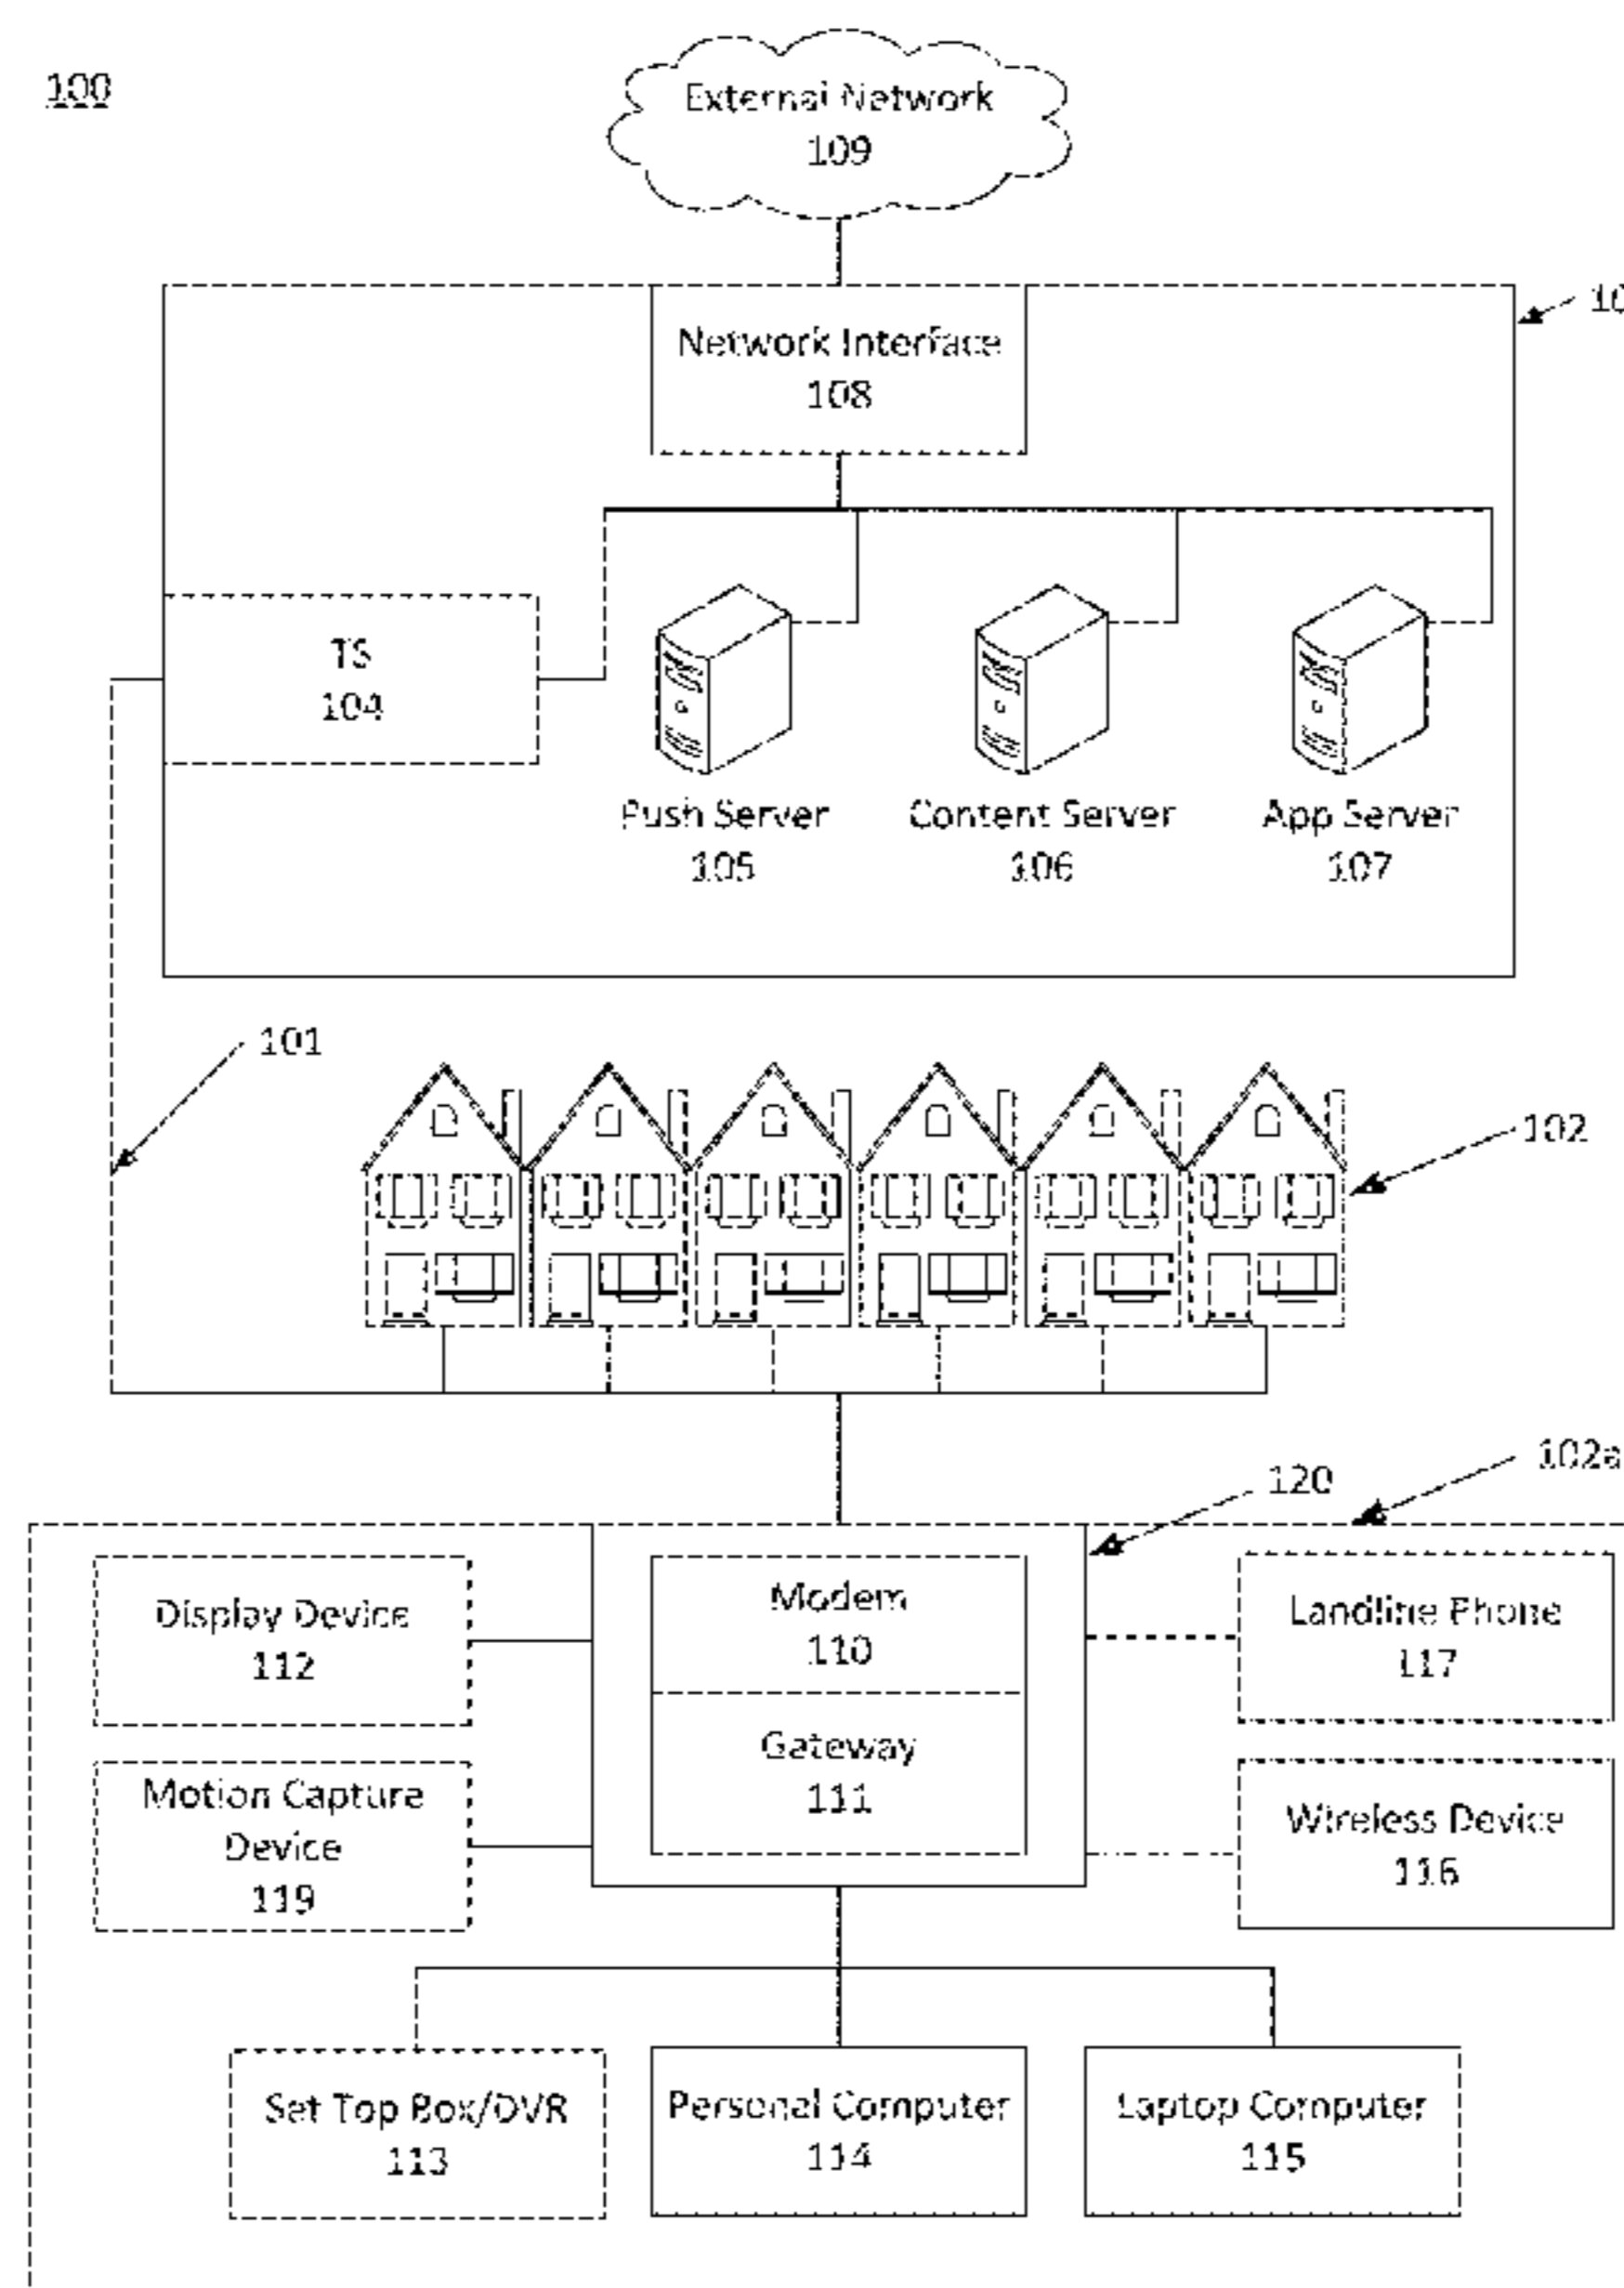 100
External Network
109
10
Network Interface
108
TS
104
Push Server
105
Content Server
106
App Server
107
101
102
102a
120
Display Device
112
Modem
110
Landline Phone
117
Gateway
111
Motion Capture
Device
119
Wireless Device
116
Set Top Box/DVR
113
Personal Computer
114
Laptop Computer
115